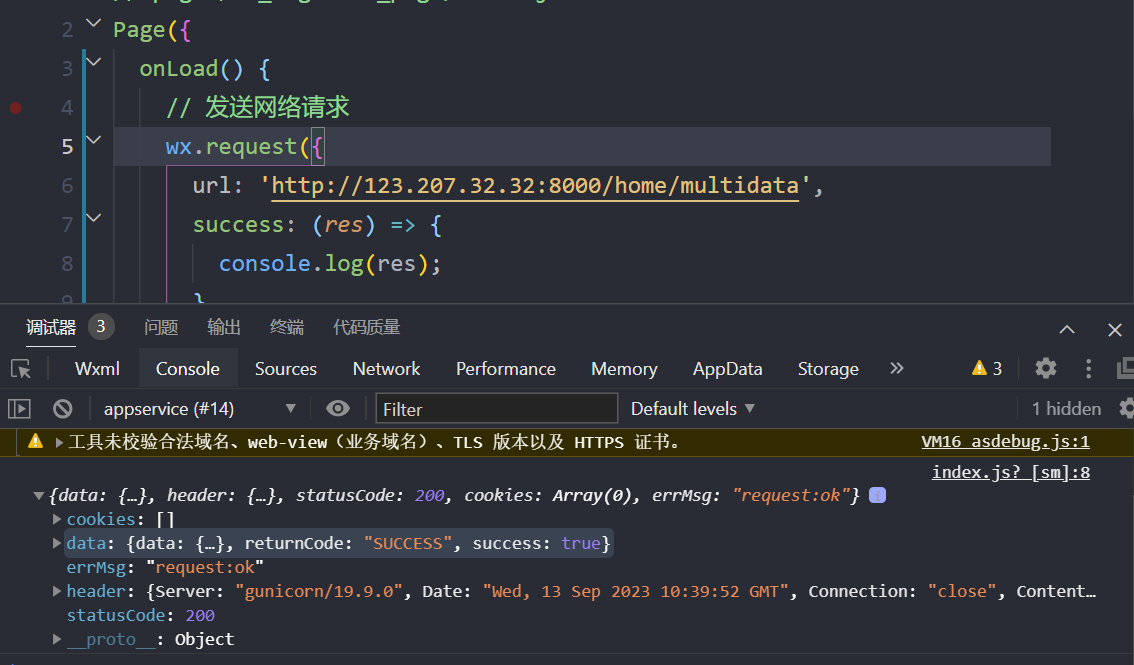 2 Page({
3 onLoad() {
4 // 发送网络请求
5 wx.request({
6 url: 'http://123.207.32.32:8000/home/multidata',
7 success: (res) => {
8 console.log(res);
9 }
调试器 3 问题 输出 终端 代码质量
Wxml Console Sources Network Performance Memory AppData Storage » 3
appservice (#14) ▼ Filter Default levels ▼ 1 hidden
▶工具未校验合法域名、web-view（业务域名）、TLS 版本以及 HTTPS 证书。 VM16 asdebug.js:1
index.js? [sm]:8
▼{data: {…}, header: {…}, statusCode: 200, cookies: Array(0), errMsg: "request:ok"} i
▶cookies: []
▶data: {data: {…}, returnCode: "SUCCESS", success: true}
errMsg: "request:ok"
▶header: {Server: "gunicorn/19.9.0", Date: "Wed, 13 Sep 2023 10:39:52 GMT", Connection: "close", Content…
statusCode: 200
▶__proto__: Object